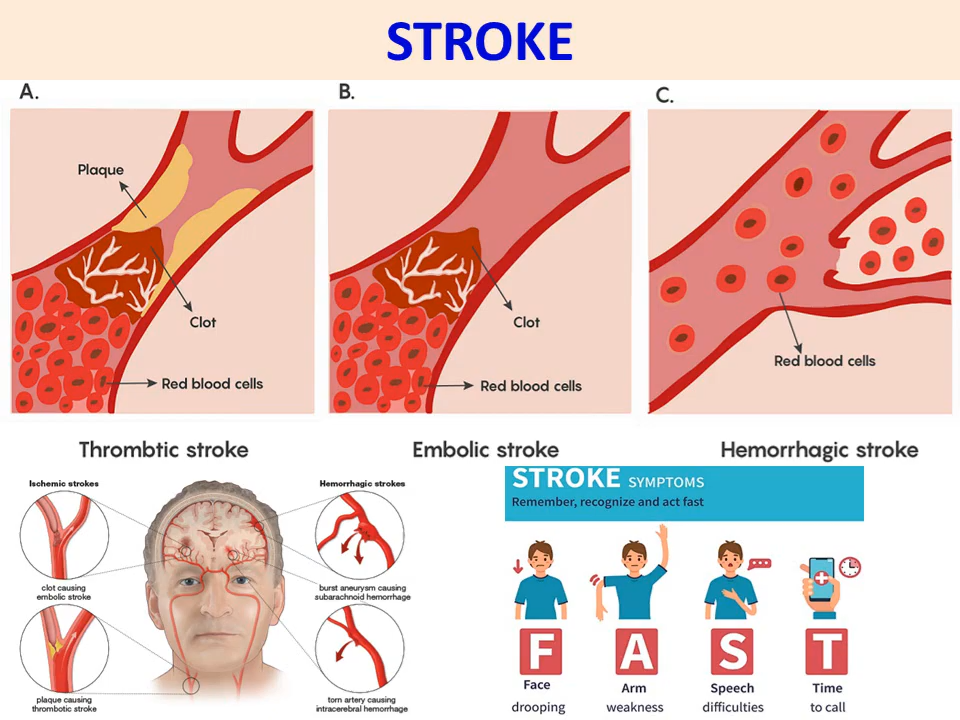 STROKE
A.
B.
C.
Plaque
Clot
Red blood cells
Clot
Red blood cells
Red blood cells
Thrombtic stroke
Embolic stroke
Hemorrhagic stroke
Ischemic strokes
clot causing
embolic stroke
plaque causing
thrombotic stroke
Hemorrhagic strokes
burst aneurysm causing
subarachnoid hemorrhage
torn artery causing
intracerebral hemorrhage
STROKE SYMPTOMS
Remember, recognize and act fast
F
A
S
T
Face
drooping
Arm
weakness
Speech
difficulties
Time
to call